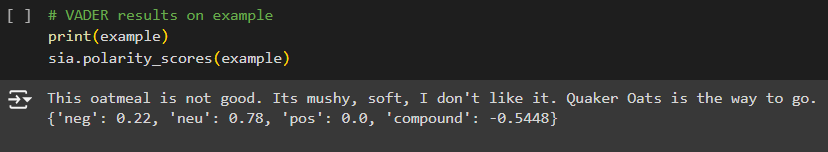 [ ] # VADER results on example
print(example)
sia.polarity_scores(example)
This oatmeal is not good. Its mushy, soft, I don't like it. Quaker Oats is the way to go.
{'neg': 0.22, 'neu': 0.78, 'pos': 0.0, 'compound': -0.5448}